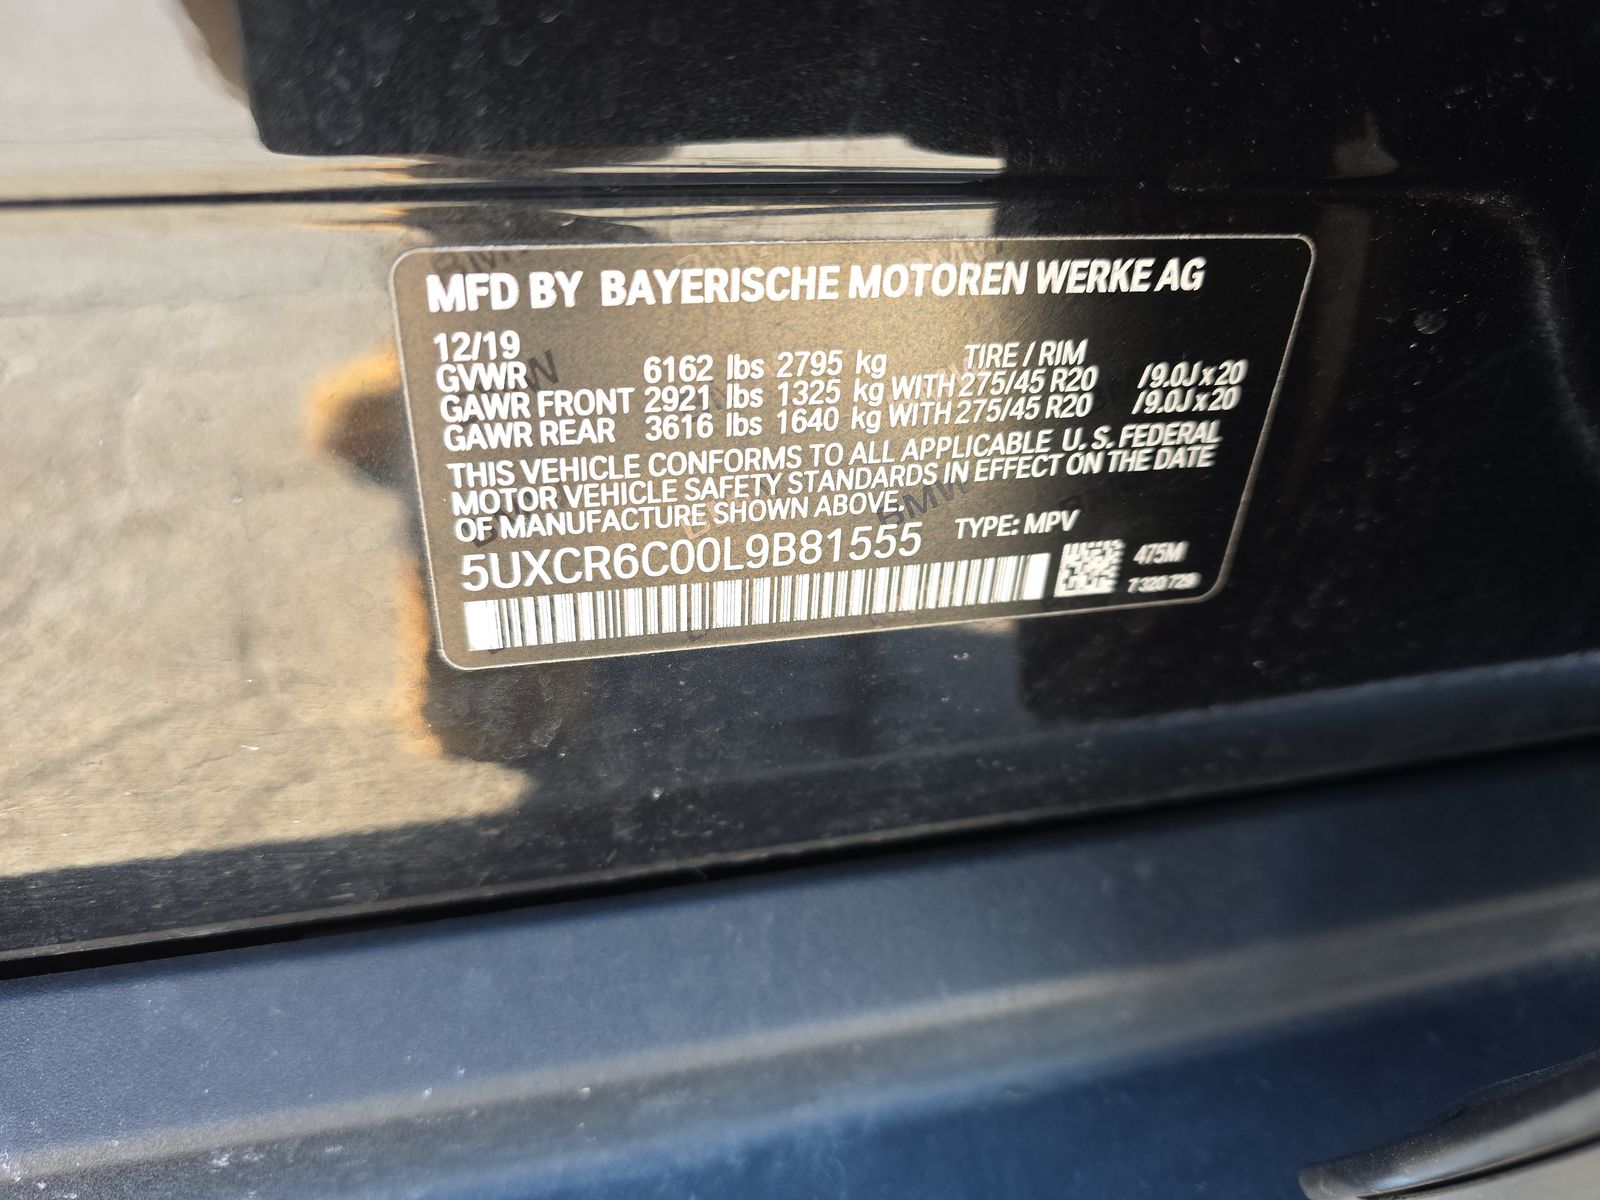 MFD BY BAYERISCHE MOTOREN WERKE AG
12/19 TIRE / RIM
GVWR 6162 lbs 2795 kg
GAWR FRONT 2921 lbs 1325 kg WITH 275/45 R20 /9.0J x 20
GAWR REAR 3616 lbs 1640 kg WITH 275/45 R20 /9.0J x 20
THIS VEHICLE CONFORMS TO ALL APPLICABLE U. S. FEDERAL
MOTOR VEHICLE SAFETY STANDARDS IN EFFECT ON THE DATE
OF MANUFACTURE SHOWN ABOVE.
5UXCR6C00L9B81555 TYPE: MPV
475M